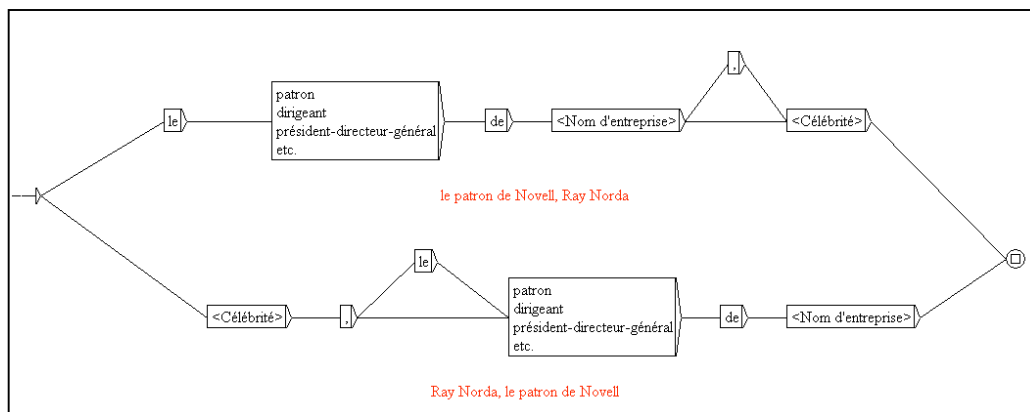 ,
le
patron
dirigeant
président-directeur-général
etc.
de
<Nom d'entreprise>
<Célébrité>
le patron de Novell, Ray Norda
le
<Célébrité>
,
patron
dirigeant
président-directeur-général
etc.
de
<Nom d'entreprise>
Ray Norda, le patron de Novell